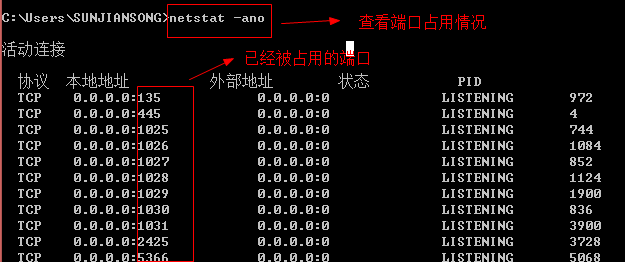 C:\Users\SUNJIANSONG>netstat -ano 查看端口占用情况
活动连接
已经被占用的端口
协议 本地地址 外部地址 状态 PID
TCP 0.0.0.0:135 0.0.0.0:0 LISTENING 972
TCP 0.0.0.0:445 0.0.0.0:0 LISTENING 4
TCP 0.0.0.0:1025 0.0.0.0:0 LISTENING 744
TCP 0.0.0.0:1026 0.0.0.0:0 LISTENING 1084
TCP 0.0.0.0:1027 0.0.0.0:0 LISTENING 852
TCP 0.0.0.0:1028 0.0.0.0:0 LISTENING 1124
TCP 0.0.0.0:1029 0.0.0.0:0 LISTENING 1900
TCP 0.0.0.0:1030 0.0.0.0:0 LISTENING 836
TCP 0.0.0.0:1031 0.0.0.0:0 LISTENING 3900
TCP 0.0.0.0:2425 0.0.0.0:0 LISTENING 3728
TCP 0.0.0.0:5366 0.0.0.0:0 LISTENING 5068